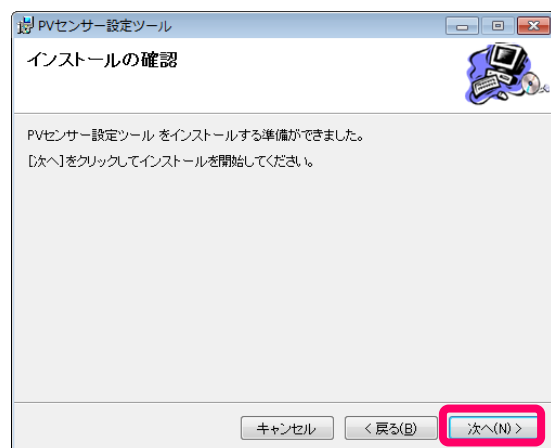 PVセンサー設定ツール
インストールの確認
PVセンサー設定ツール をインストールする準備ができました。
[次へ]をクリックしてインストールを開始してください。
キャンセル
< 戻る(B)
次へ(N) >